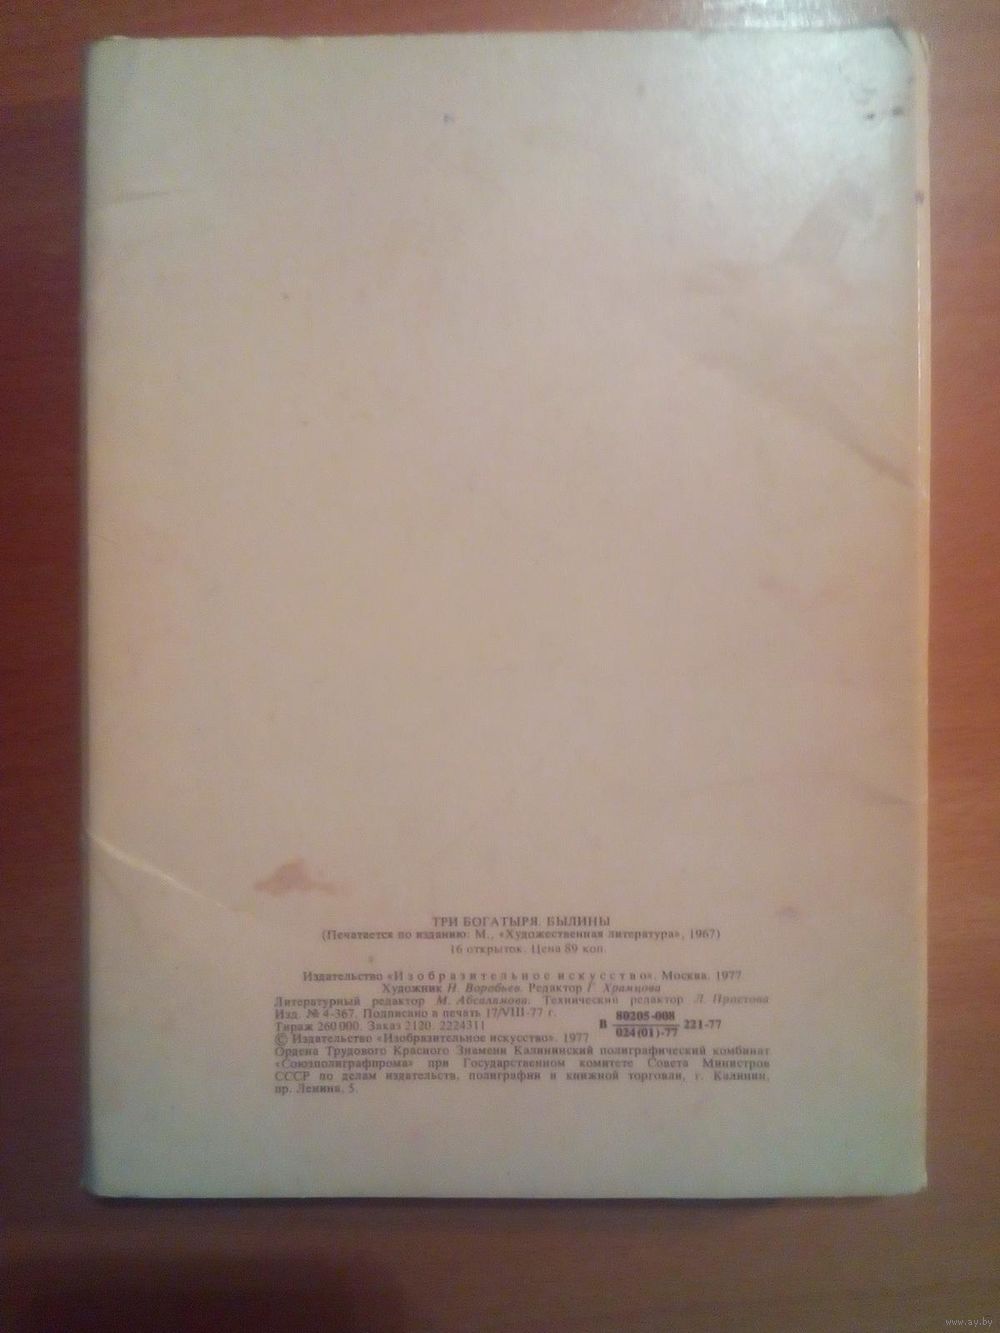 ТРИ БОГАТЫРЯ. БЫЛИНЫ
(Печатается по изданию: М., «Художественная литература», 1967)
16 открыток. Цена 89 коп.
Издательство «Изобразительное искусство». Москва. 1977
Художник Н. Воробьев. Редактор Г. Храмцова
Литературный редактор М. Абсалямова. Технический редактор Л. Простова
Изд. № 4-367. Подписано в печать 17/VIII-77 г.
Тираж 260 000. Заказ 2120. 2224311
В 80205-008 221-77
024(01)-77
© Издательство «Изобразительное искусство». 1977
Ордена Трудового Красного Знамени Калининский полиграфический комбинат
«Союзполиграфпрома» при Государственном комитете Совета Министров
СССР по делам издательств, полиграфии и книжной торговли, г. Калинин,
пр. Ленина, 5.
www.ay.by